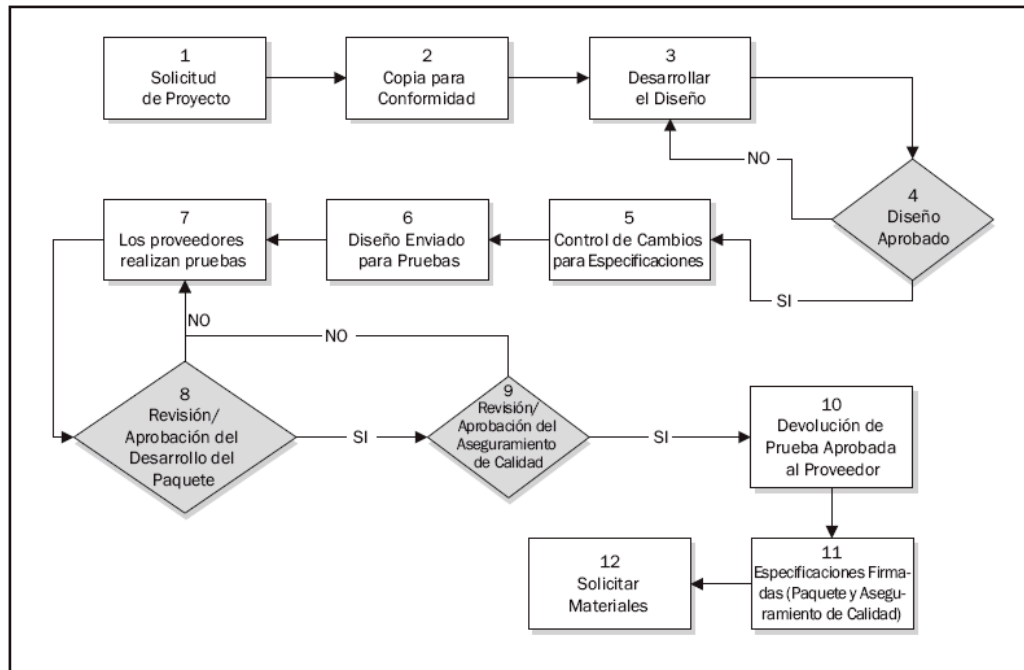 1
Solicitud
de Proyecto
2
Copia para
Conformidad
3
Desarrollar
el Diseño
NO
4
Diseño
Aprobado
7
Los proveedores
realizan pruebas
6
Diseño Enviado
para Pruebas
5
Control de Cambios
para Especificaciones
SI
NO
NO
8
Revisión/
Aprobación del
Desarrollo del
Paquete
SI
9
Revisión/
Aprobación del
Aseguramiento
de Calidad
SI
10
Devolución de
Prueba Aprobada
al Proveedor
12
Solicitar
Materiales
11
Especificaciones Firma-
das (Paquete y Asegu-
ramiento de Calidad)